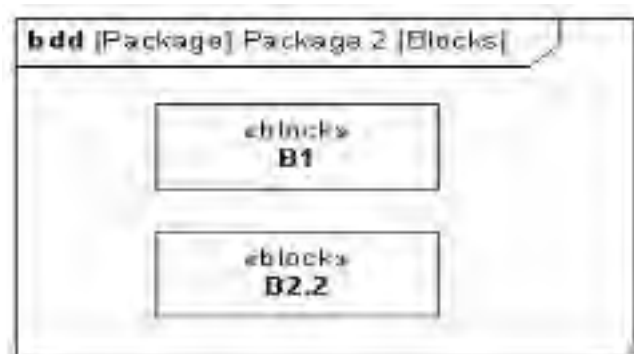 bdd [Package] Package 2 [Blocks]
«block»
B1
«block»
B2.2